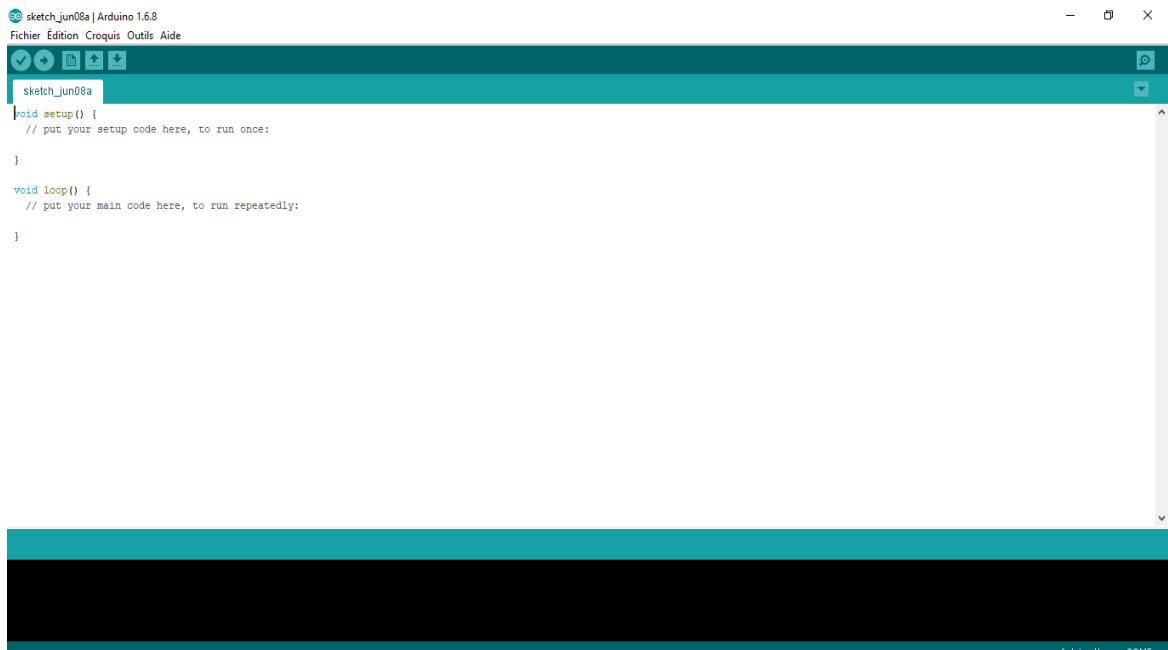 sketch_jun08a | Arduino 1.6.8
Fichier Édition Croquis Outils Aide
sketch_jun08a
void setup() {
// put your setup code here, to run once:
}
void loop() {
// put your main code here, to run repeatedly:
}